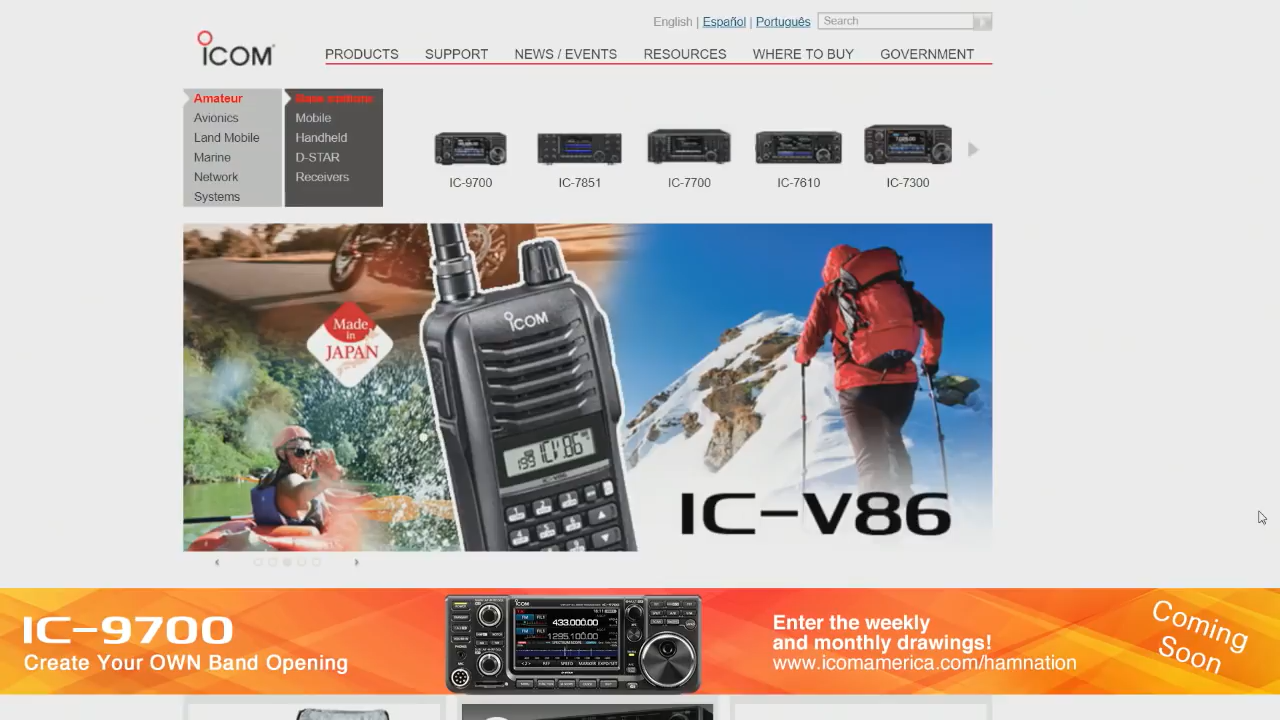 English | Español | Português
Search
ICOM
PRODUCTS SUPPORT NEWS / EVENTS RESOURCES WHERE TO BUY GOVERNMENT
Amateur
Avionics
Land Mobile
Marine
Network
Systems
Mobile
Handheld
D-STAR
Receivers
IC-9700 IC-7851 IC-7700 IC-7610 IC-7300
Made
in
JAPAN
ICOM
IC-V86
IC-V86
IC-9700
Create Your OWN Band Opening
ICOM
433.000.00
1295.100.00
Enter the weekly
and monthly drawings!
www.icomamerica.com/hamnation
Coming
Soon